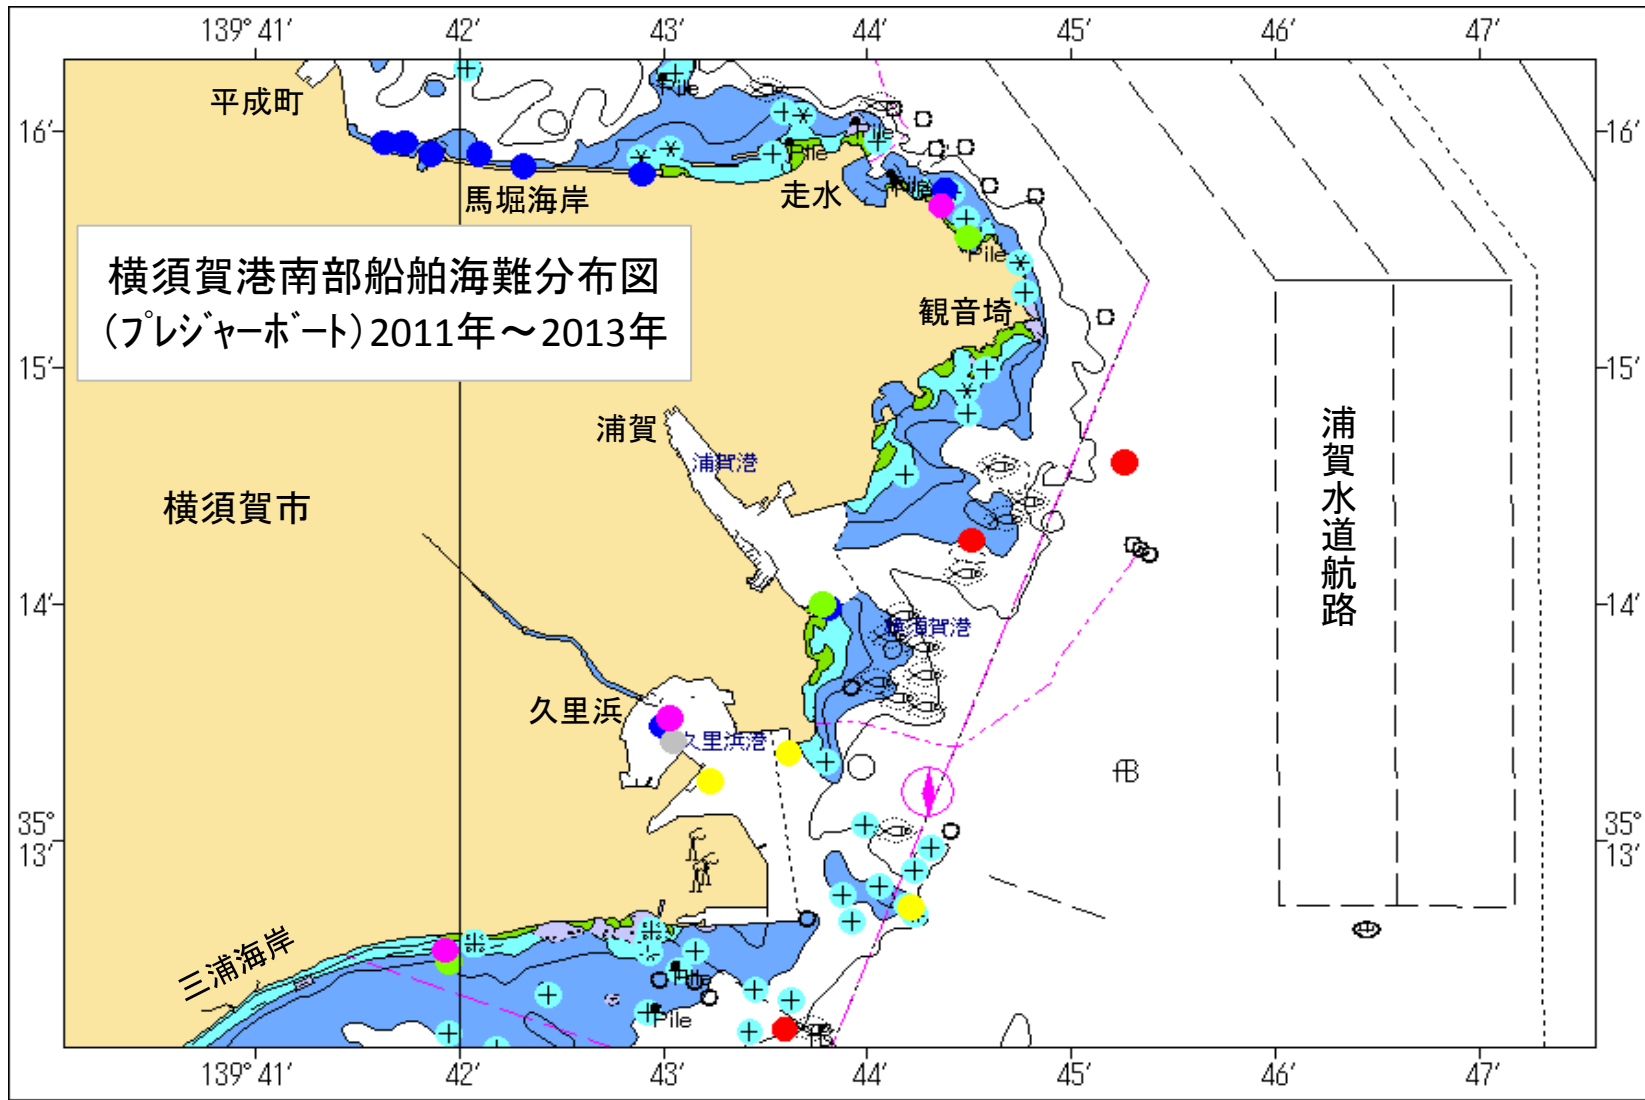 139°41′ 42′ 43′ 44′ 45′ 46′ 47′
平成町
Pile
16′ 16′
Pile
Pile
馬堀海岸
走水
Pile
横須賀港南部船舶海難分布図
(プレジャーボート)2011年～2013年
Pile
観音埼
15′ 15′
浦賀
浦賀港
浦賀水道航路
横須賀市
14′ 14′
横須賀港
久里浜
久里浜港
35°
13′
35°
13′
三浦海岸
Pile
Pile
139°41′ 42′ 43′ 44′ 45′ 46′ 47′